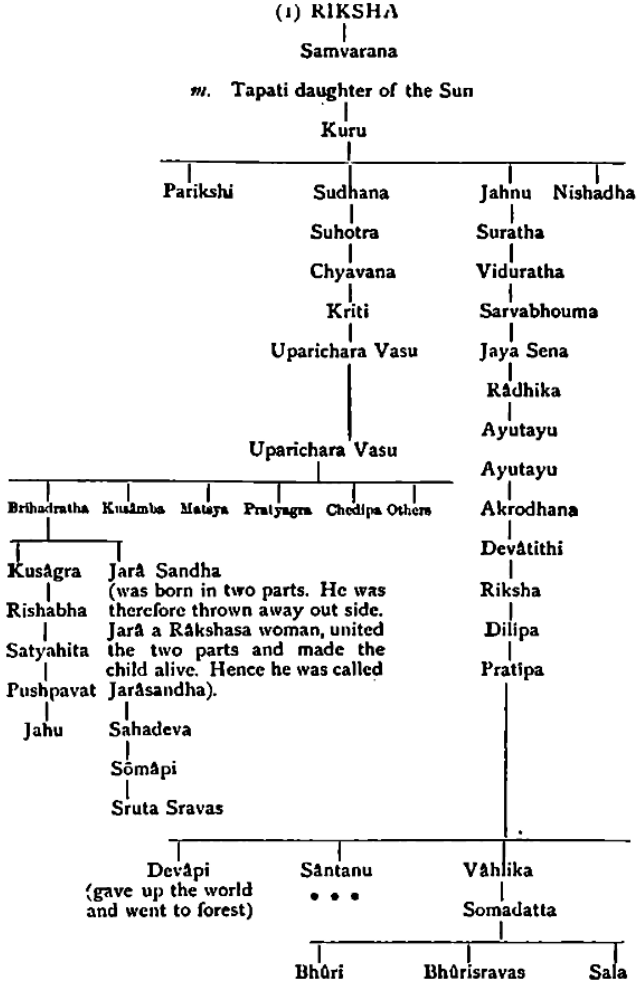 (1) RIKSHA
Samvarana
m. Tapati daughter of the Sun
Kuru
Parikshi Sudhana Jahnu Nishadha
Suhotra Suratha
Chyavana Viduratha
Kriti Sarvabhouma
Uparichara Vasu Jaya Sena
Râdhika
Ayutayu
Uparichara Vasu
Ayutayu
Brihadratha Kusâmba Matsya Pratyagra Chedipa Others Akrodhana
Devâtithi
Kusâgra Jarâ Sandha
(was born in two parts. He was Riksha
Rishabha therefore thrown away out side.
Jarâ a Râkshasa woman, united Dilipa
Satyahita the two parts and made the
child alive. Hence he was called Pratîpa
Pushpavat Jarâsandha).
Jahu Sahadeva
Sōmâpi
Sruta Sravas
Devâpi Sântanu Vâhlika
(gave up the world • • •
and went to forest) Somadatta
Bhûri Bhûrisravas Sala